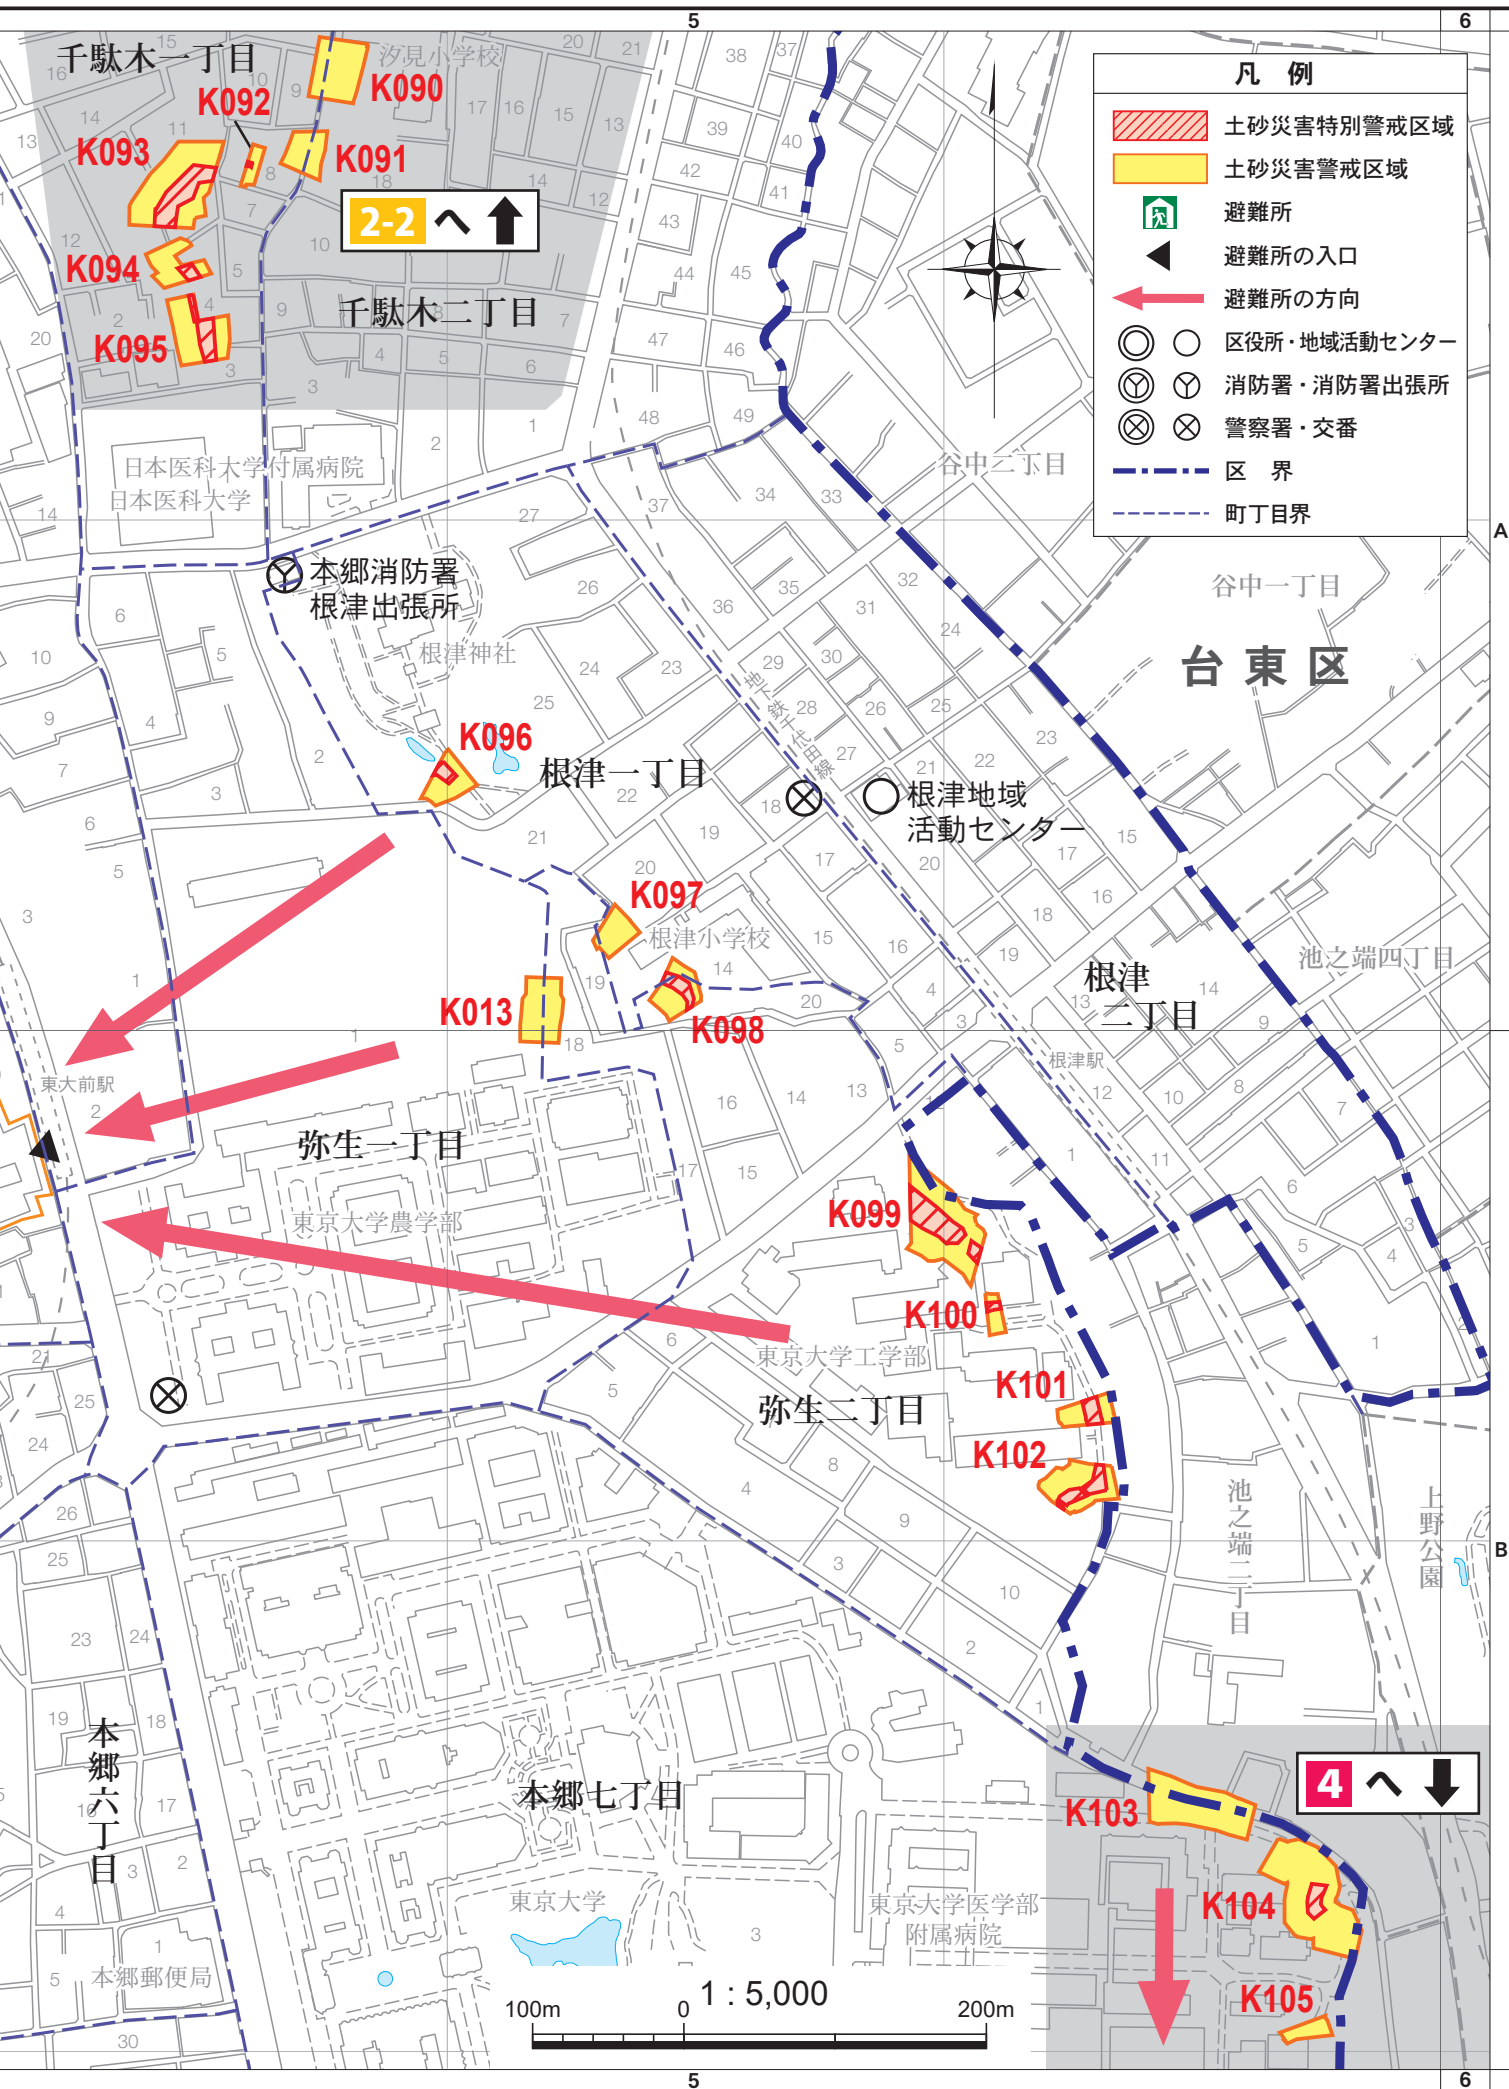 5
6
千駄木一丁目
汐見小学校
K090
K092
K093
K091
2-2 へ
K094
K095
千駄木二丁目
凡 例
土砂災害特別警戒区域
土砂災害警戒区域
避難所
避難所の入口
避難所の方向
区役所・地域活動センター
消防署・消防署出張所
警察署・交番
区 界
町丁目界
日本医科大学付属病院
日本医科大学
谷中二丁目
A
谷中一丁目
台東区
本郷消防署
根津出張所
根津神社
地下鉄千代田線
K096
根津一丁目
根津地域
活動センター
K097
根津小学校
K013
K098
根津
二丁目
池之端四丁目
根津駅
東大前駅
弥生一丁目
東京大学農学部
K099
K100
東京大学工学部
K101
弥生二丁目
K102
池之端二丁目
上野公園
B
本郷六丁目
本郷七丁目
4 へ
K103
K104
K105
東京大学
東京大学医学部
附属病院
本郷郵便局
1 : 5,000
100m
0
200m
5
6